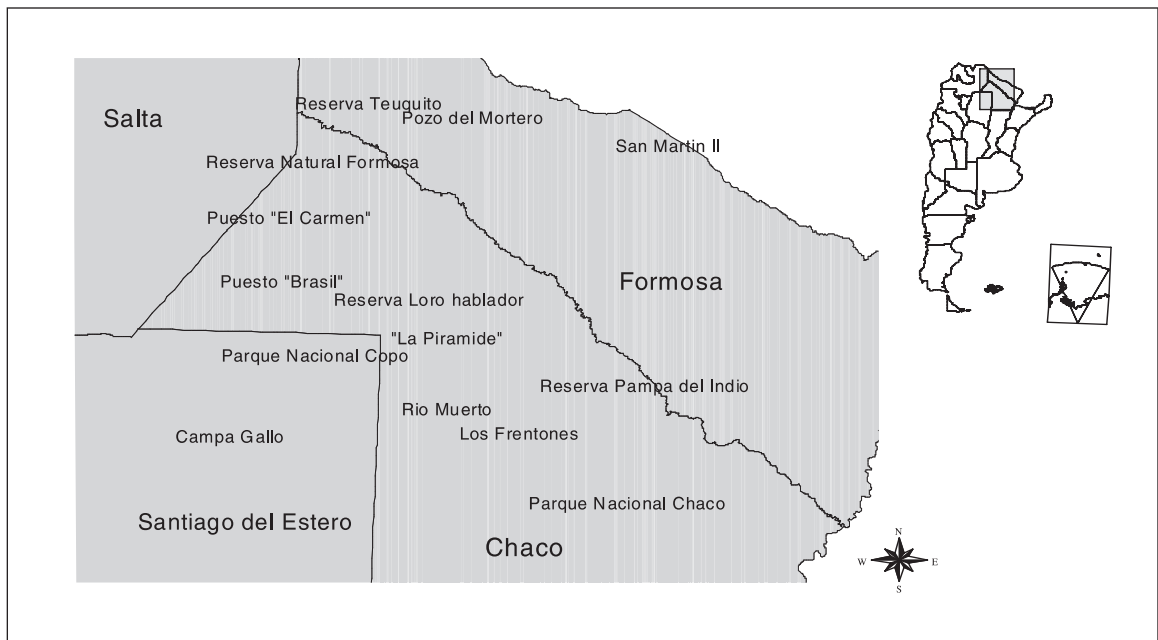 Reserva Teuquito
Salta
Pozo del Mortero
San Martin II
Reserva Natural Formosa
Puesto "El Carmen"
Puesto "Brasil"
Formosa
Reserva Loro hablador
"La Piramide"
Parque Nacional Copo
Reserva Pampa del Indio
Rio Muerto
Campa Gallo
Los Frentones
Parque Nacional Chaco
Santiago del Estero
Chaco
N
W
E
S